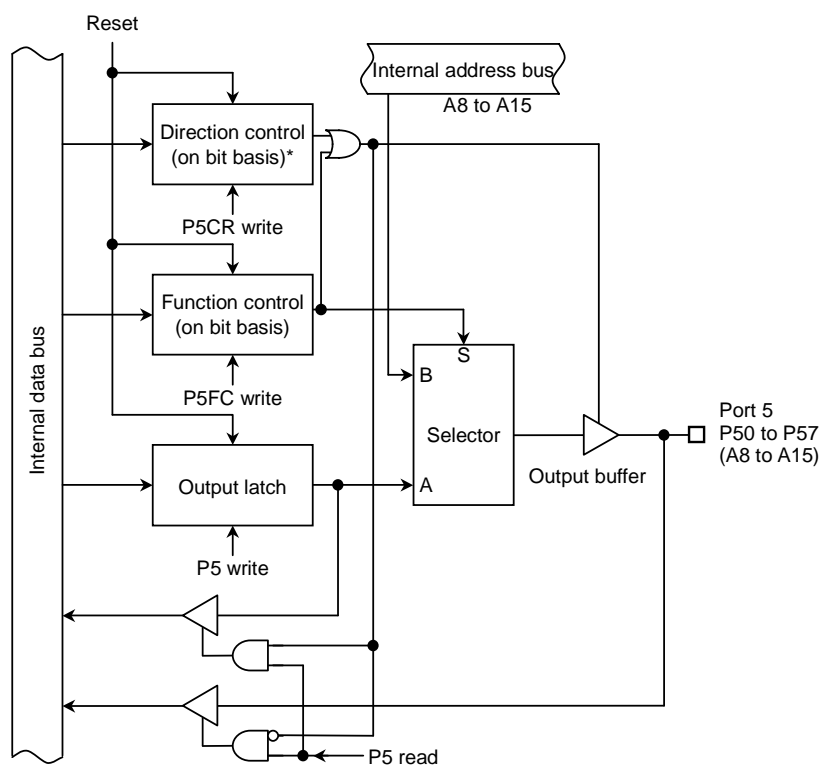 Reset
Internal address bus
A8 to A15
Direction control
(on bit basis)*
P5CR write
Function control
(on bit basis)
P5FC write
Internal data bus
S
B
Selector
A
Output latch
P5 write
Output buffer
Port 5
P50 to P57
(A8 to A15)
P5 read